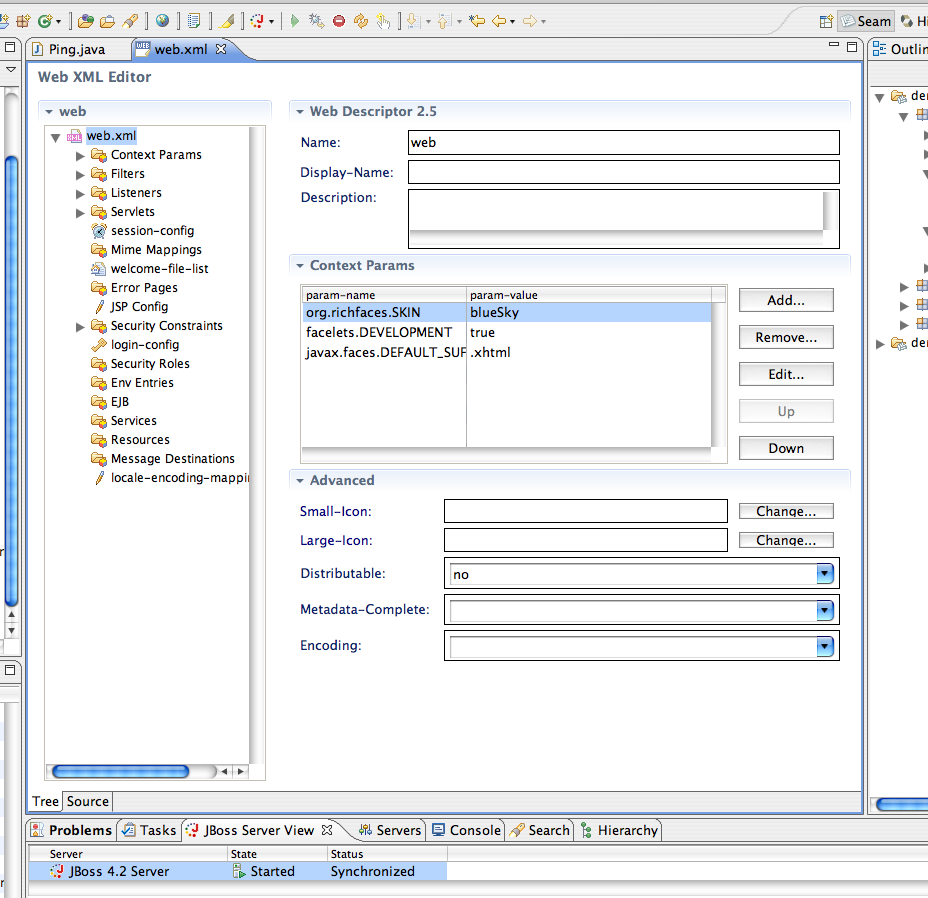 Seam
Ping.java
web.xml
Web XML Editor
web
web.xml
Context Params
Filters
Listeners
Servlets
session-config
Mime Mappings
welcome-file-list
Error Pages
JSP Config
Security Constraints
login-config
Security Roles
Env Entries
EJB
Services
Resources
Message Destinations
locale-encoding-mappi
Web Descriptor 2.5
Name: web
Display-Name:
Description:
Context Params
param-name param-value
org.richfaces.SKIN blueSky
facelets.DEVELOPMENT true
javax.faces.DEFAULT_SUF .xhtml
Add...
Remove...
Edit...
Up
Down
Advanced
Small-Icon: Change...
Large-Icon: Change...
Distributable: no
Metadata-Complete:
Encoding:
Tree Source
Outlin
der
der
Problems Tasks JBoss Server View Servers Console Search Hierarchy
Server State Status
JBoss 4.2 Server Started Synchronized